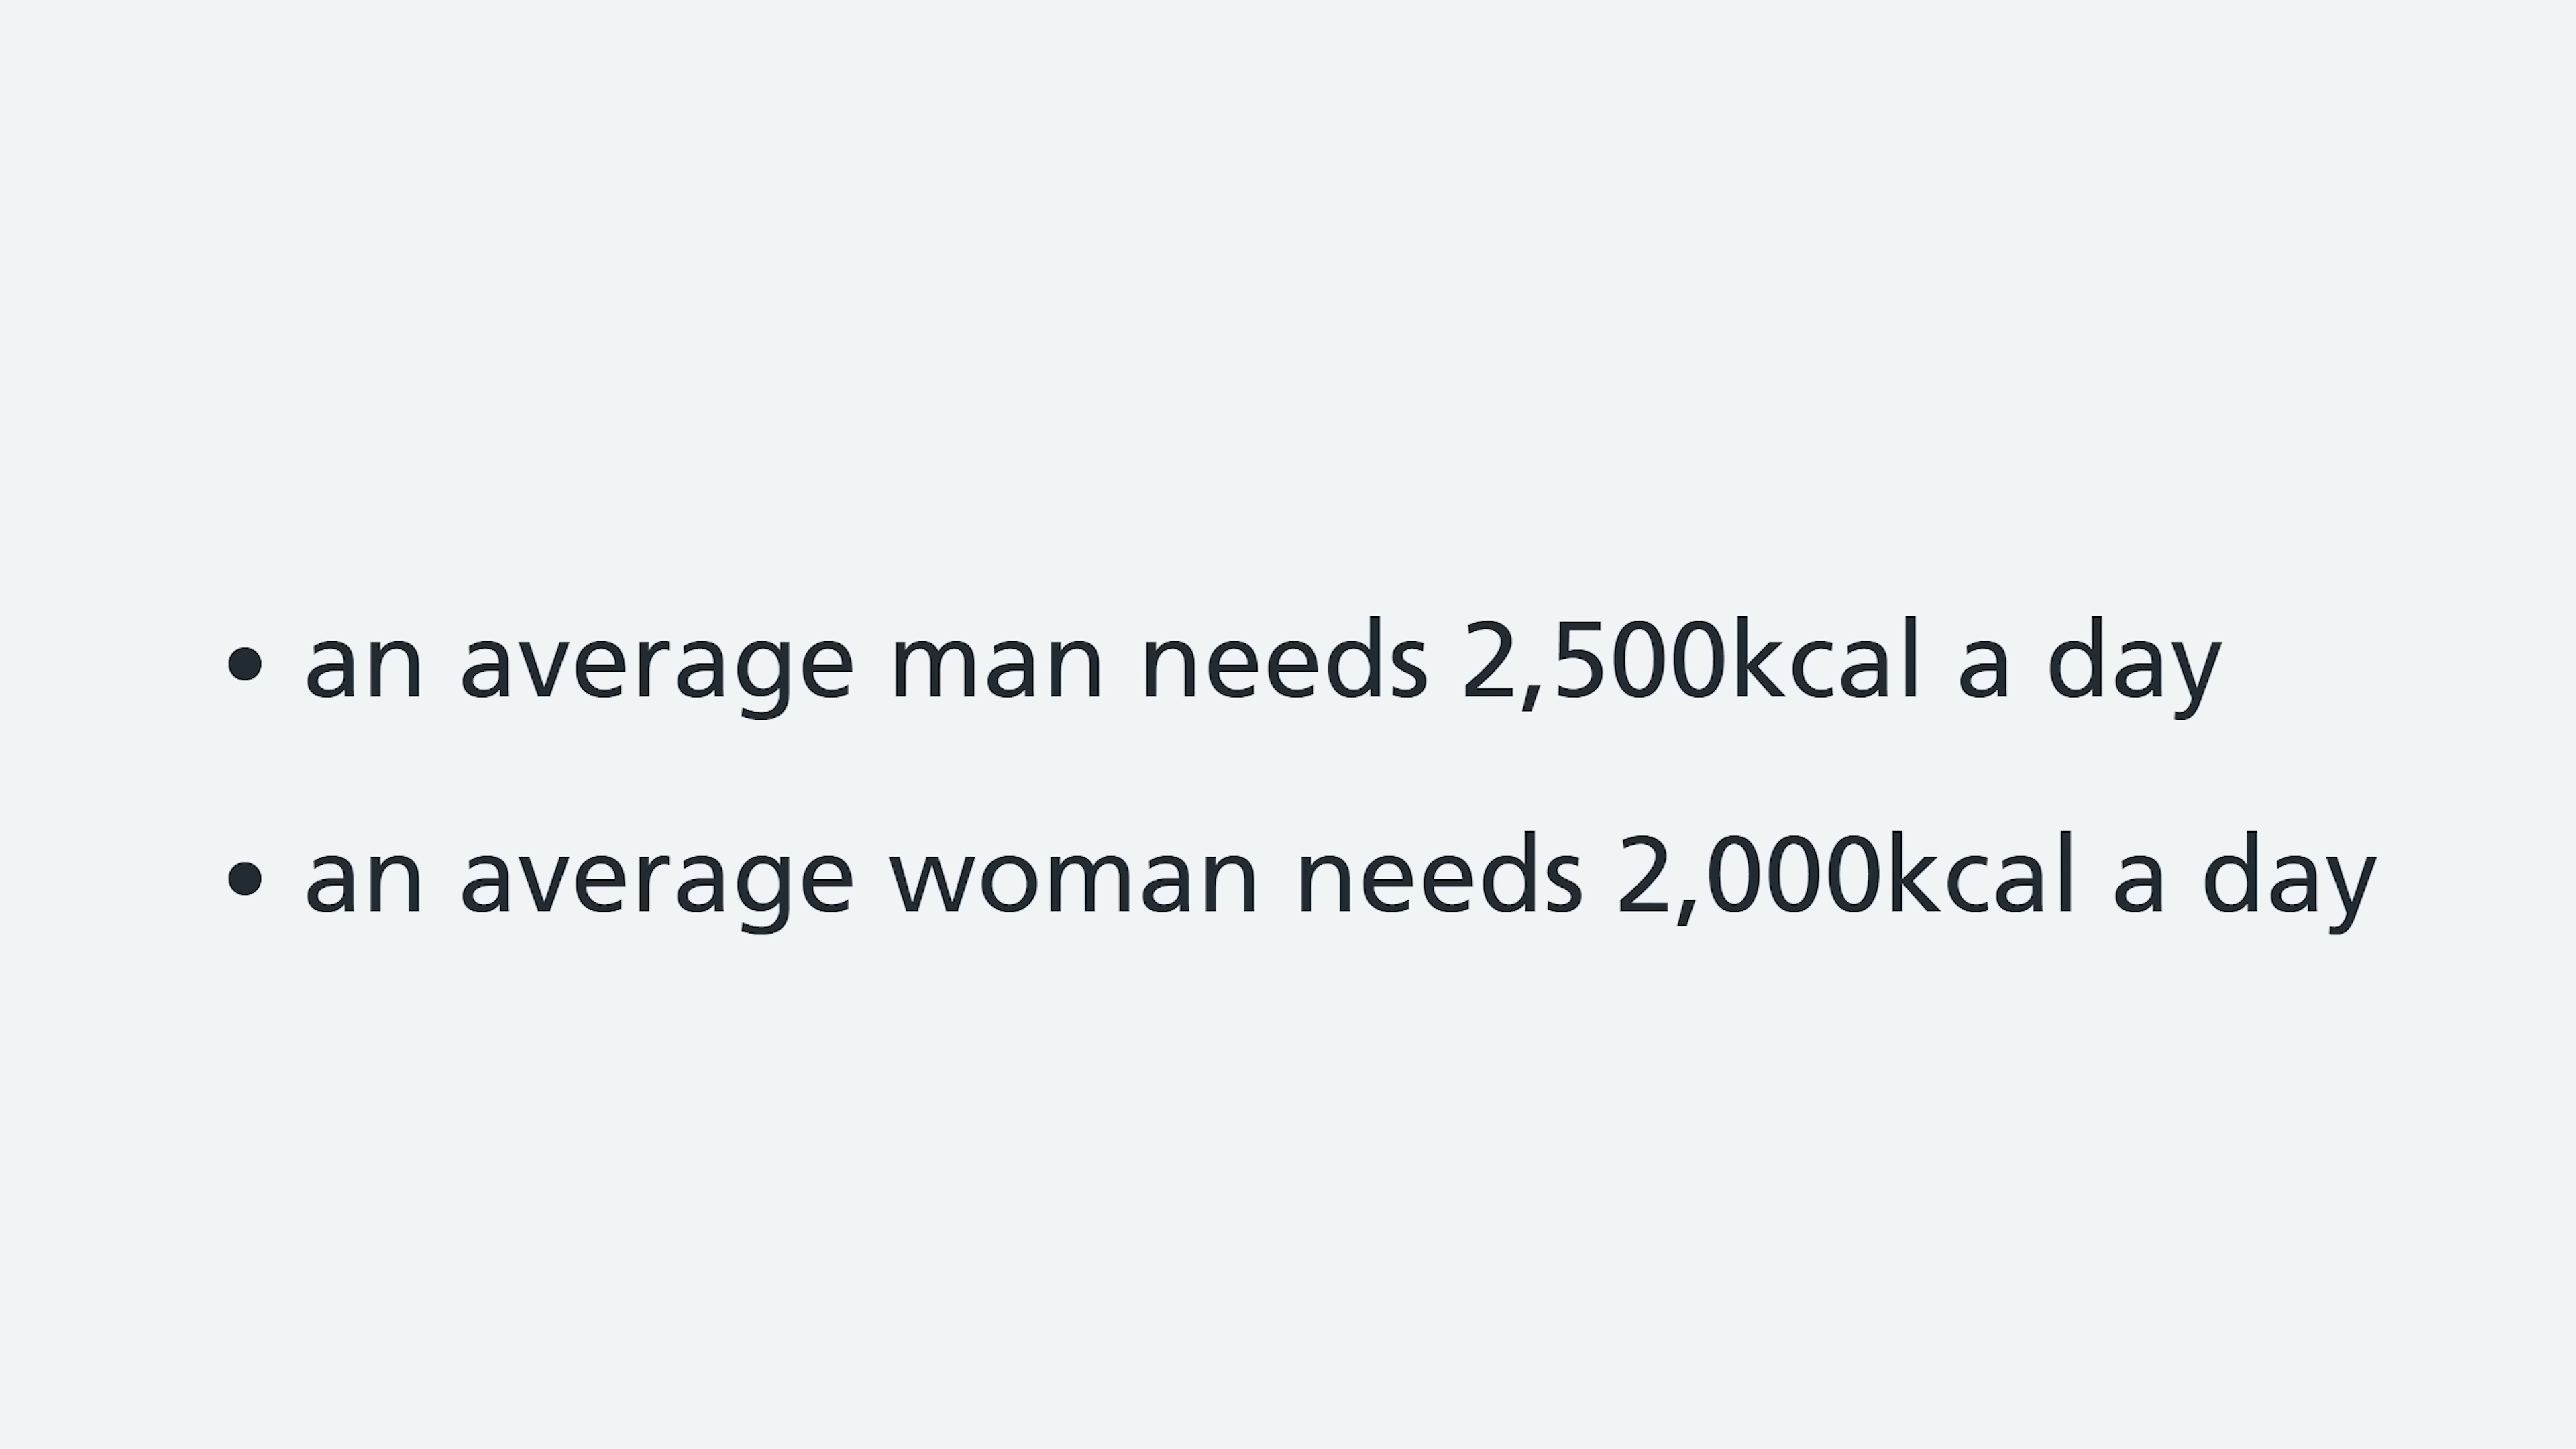 • an average man needs 2,500kcal a day
• an average woman needs 2,000kcal a day